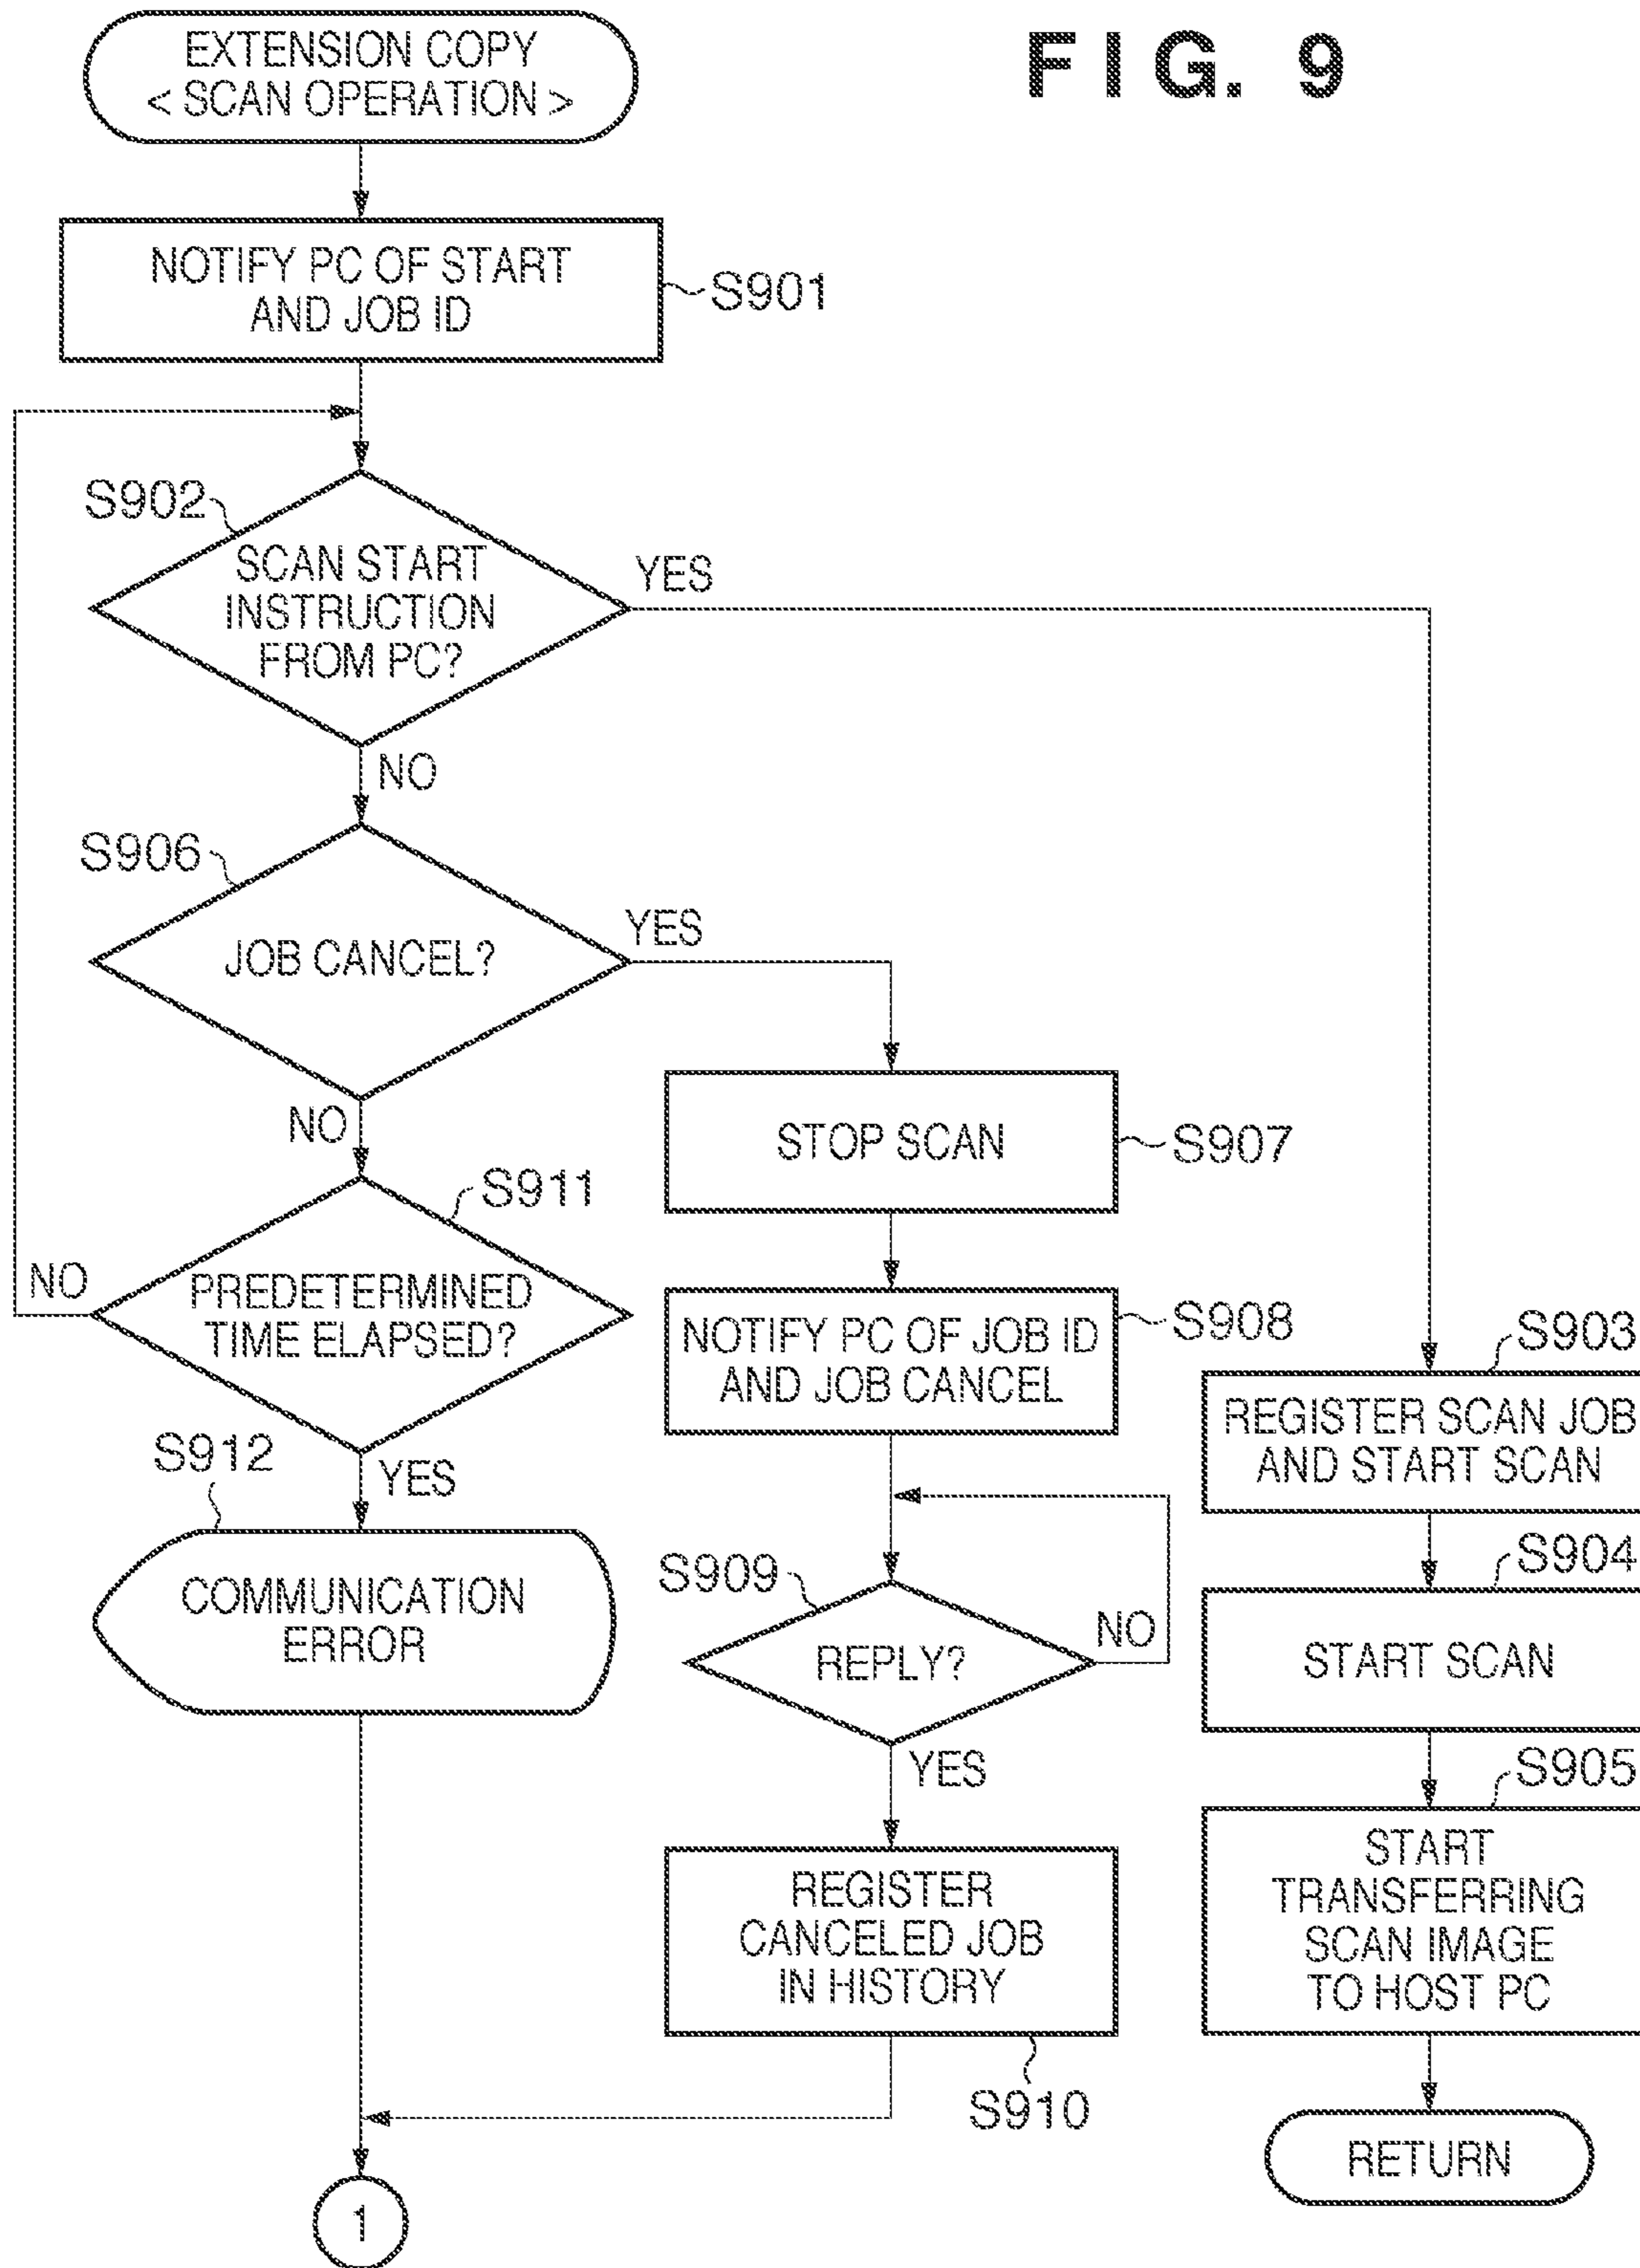 FIG. 9
EXTENSION COPY
< SCAN OPERATION >
NOTIFY PC OF START
AND JOB ID
S901
S902
SCAN START
INSTRUCTION
FROM PC?
YES
NO
S906
JOB CANCEL?
YES
NO
STOP SCAN
S907
S911
PREDETERMINED
TIME ELAPSED?
NO
YES
NOTIFY PC OF JOB ID
AND JOB CANCEL
S908
S903
REGISTER SCAN JOB
AND START SCAN
S912
COMMUNICATION
ERROR
S909
REPLY?
NO
YES
S904
START SCAN
S905
START
TRANSFERRING
SCAN IMAGE
TO HOST PC
REGISTER
CANCELED JOB
IN HISTORY
S910
RETURN
1